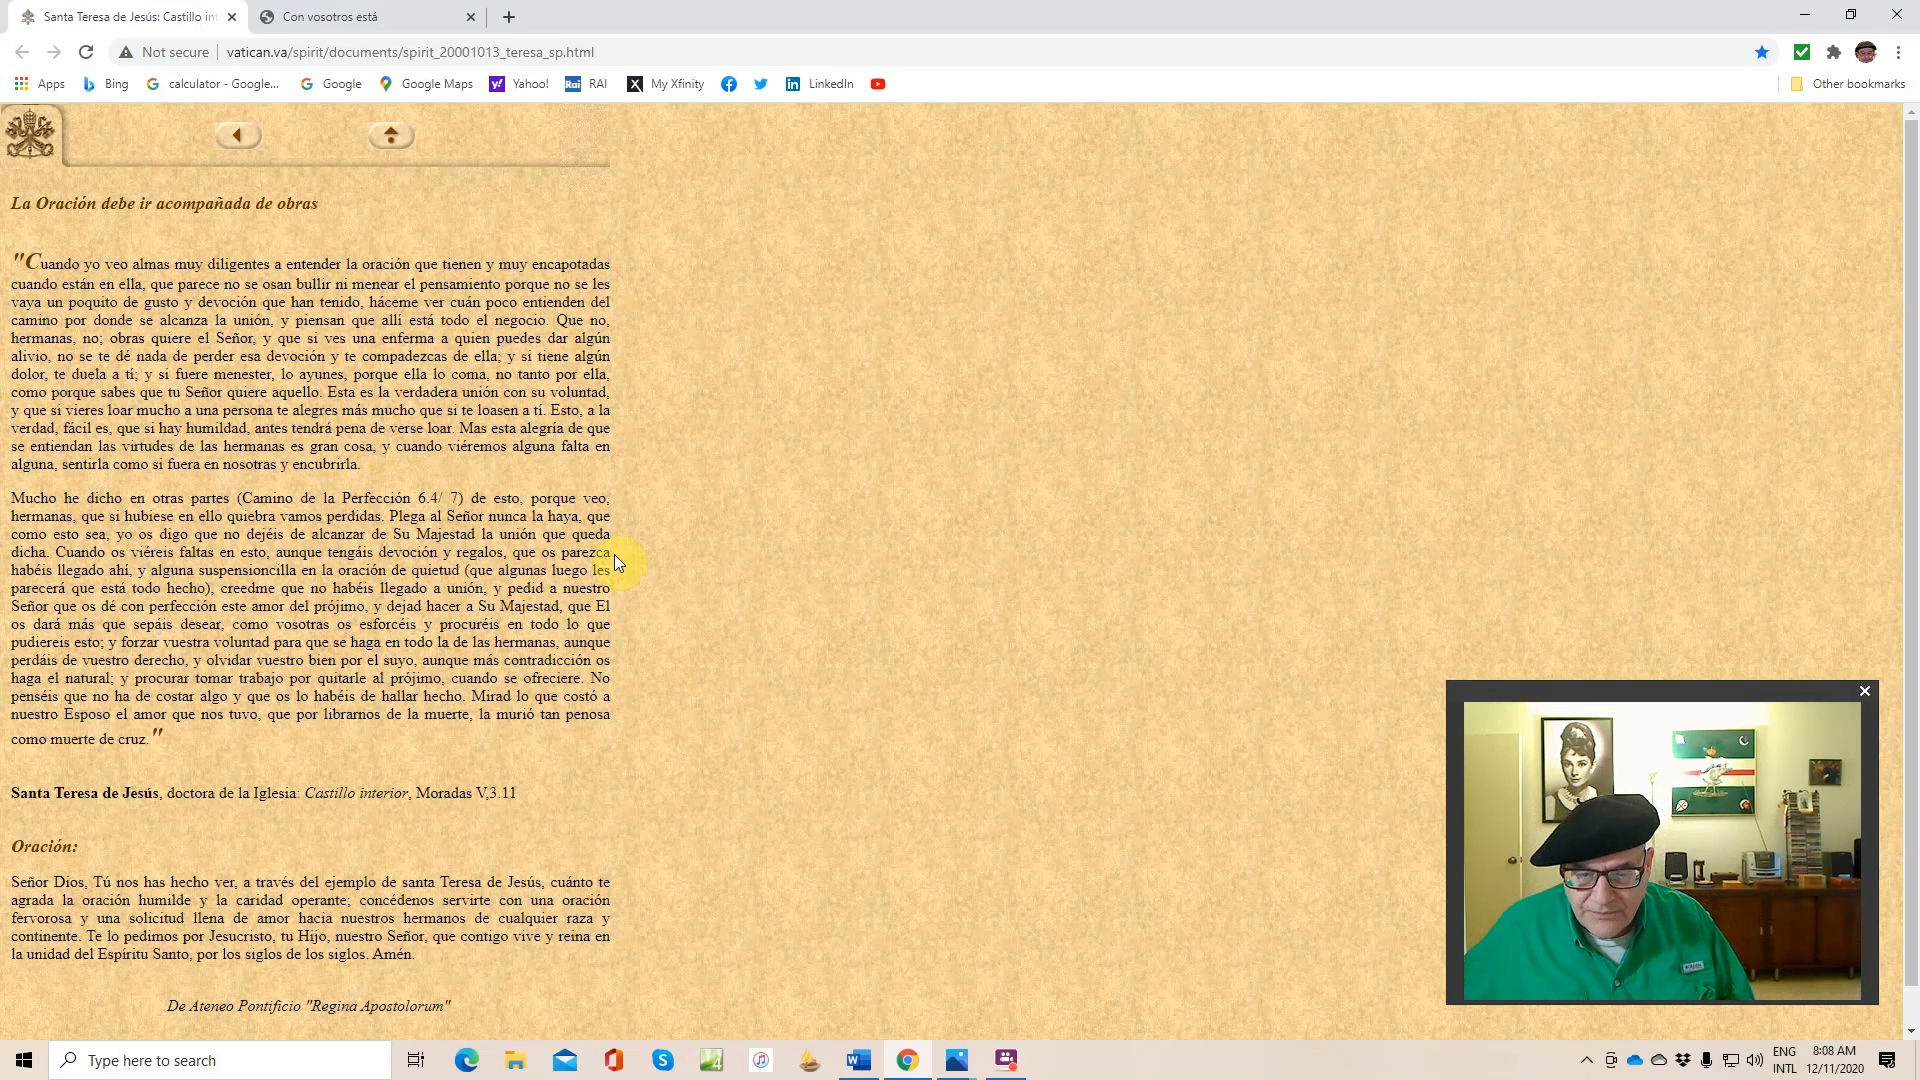 Santa Teresa de Jesús: Castillo int
Con vosotros está
Not secure
vatican.va/spirit/documents/spirit_20001013_teresa_sp.html
Apps
Bing
calculator - Google...
Google
Google Maps
Yahoo!
RAI
My Xfinity
LinkedIn
Other bookmarks
La Oración debe ir acompañada de obras
"Cuando yo veo almas muy diligentes a entender la oración que tienen y muy encapotadas
cuando están en ella, que parece no se osan bullir ni menear el pensamiento porque no se les
vaya un poquito de gusto y devoción que han tenido, háceme ver cuán poco entienden del
camino por donde se alcanza la unión, y piensan que allí está todo el negocio. Que no,
hermanas, no; obras quiere el Señor, y que si ves una enferma a quien puedes dar algún
alivio, no se te dé nada de perder esa devoción y te compadezcas de ella; y si tiene algún
dolor, te duela a tí; y si fuere menester, lo ayunes, porque ella lo coma, no tanto por ella,
como porque sabes que tu Señor quiere aquello. Esta es la verdadera unión con su voluntad,
y que si vieres loar mucho a una persona te alegres más mucho que si te loasen a tí. Esto, a la
verdad, fácil es, que si hay humildad, antes tendrá pena de verse loar. Mas esta alegría de que
se entiendan las virtudes de las hermanas es gran cosa, y cuando viéremos alguna falta en
alguna, sentirla como si fuera en nosotras y encubrirla.
Mucho he dicho en otras partes (Camino de la Perfección 6.4/ 7) de esto, porque veo,
hermanas, que si hubiese en ello quiebra vamos perdidas. Plega al Señor nunca la haya, que
como esto sea, yo os digo que no dejéis de alcanzar de Su Majestad la unión que queda
dicha. Cuando os viéreis faltas en esto, aunque tengáis devoción y regalos, que os parezca
habéis llegado ahí, y alguna suspensioncilla en la oración de quietud (que algunas luego les
parecerá que está todo hecho), creedme que no habéis llegado a unión, y pedid a nuestro
Señor que os dé con perfección este amor del prójimo, y dejad hacer a Su Majestad, que El
os dará más que sepáis desear, como vosotras os esforcéis y procuréis en todo lo que
pudiereis esto; y forzar vuestra voluntad para que se haga en todo la de las hermanas, aunque
perdáis de vuestro derecho, y olvidar vuestro bien por el suyo, aunque más contradicción os
haga el natural; y procurar tomar trabajo por quitarle al prójimo, cuando se ofreciere. No
penséis que no ha de costar algo y que os lo habéis de hallar hecho. Mirad lo que costó a
nuestro Esposo el amor que nos tuvo, que por librarnos de la muerte, la murió tan penosa
como muerte de cruz."
Santa Teresa de Jesús, doctora de la Iglesia: Castillo interior, Moradas V,3.11
Oración:
Señor Dios, Tú nos has hecho ver, a través del ejemplo de santa Teresa de Jesús, cuánto te
agrada la oración humilde y la caridad operante; concédenos servirte con una oración
fervorosa y una solicitud llena de amor hacia nuestros hermanos de cualquier raza y
continente. Te lo pedimos por Jesucristo, tu Hijo, nuestro Señor, que contigo vive y reina en
la unidad del Espíritu Santo, por los siglos de los siglos. Amén.
De Ateneo Pontificio "Regina Apostolorum"
Type here to search
ENG
INTL
8:08 AM
12/11/2020